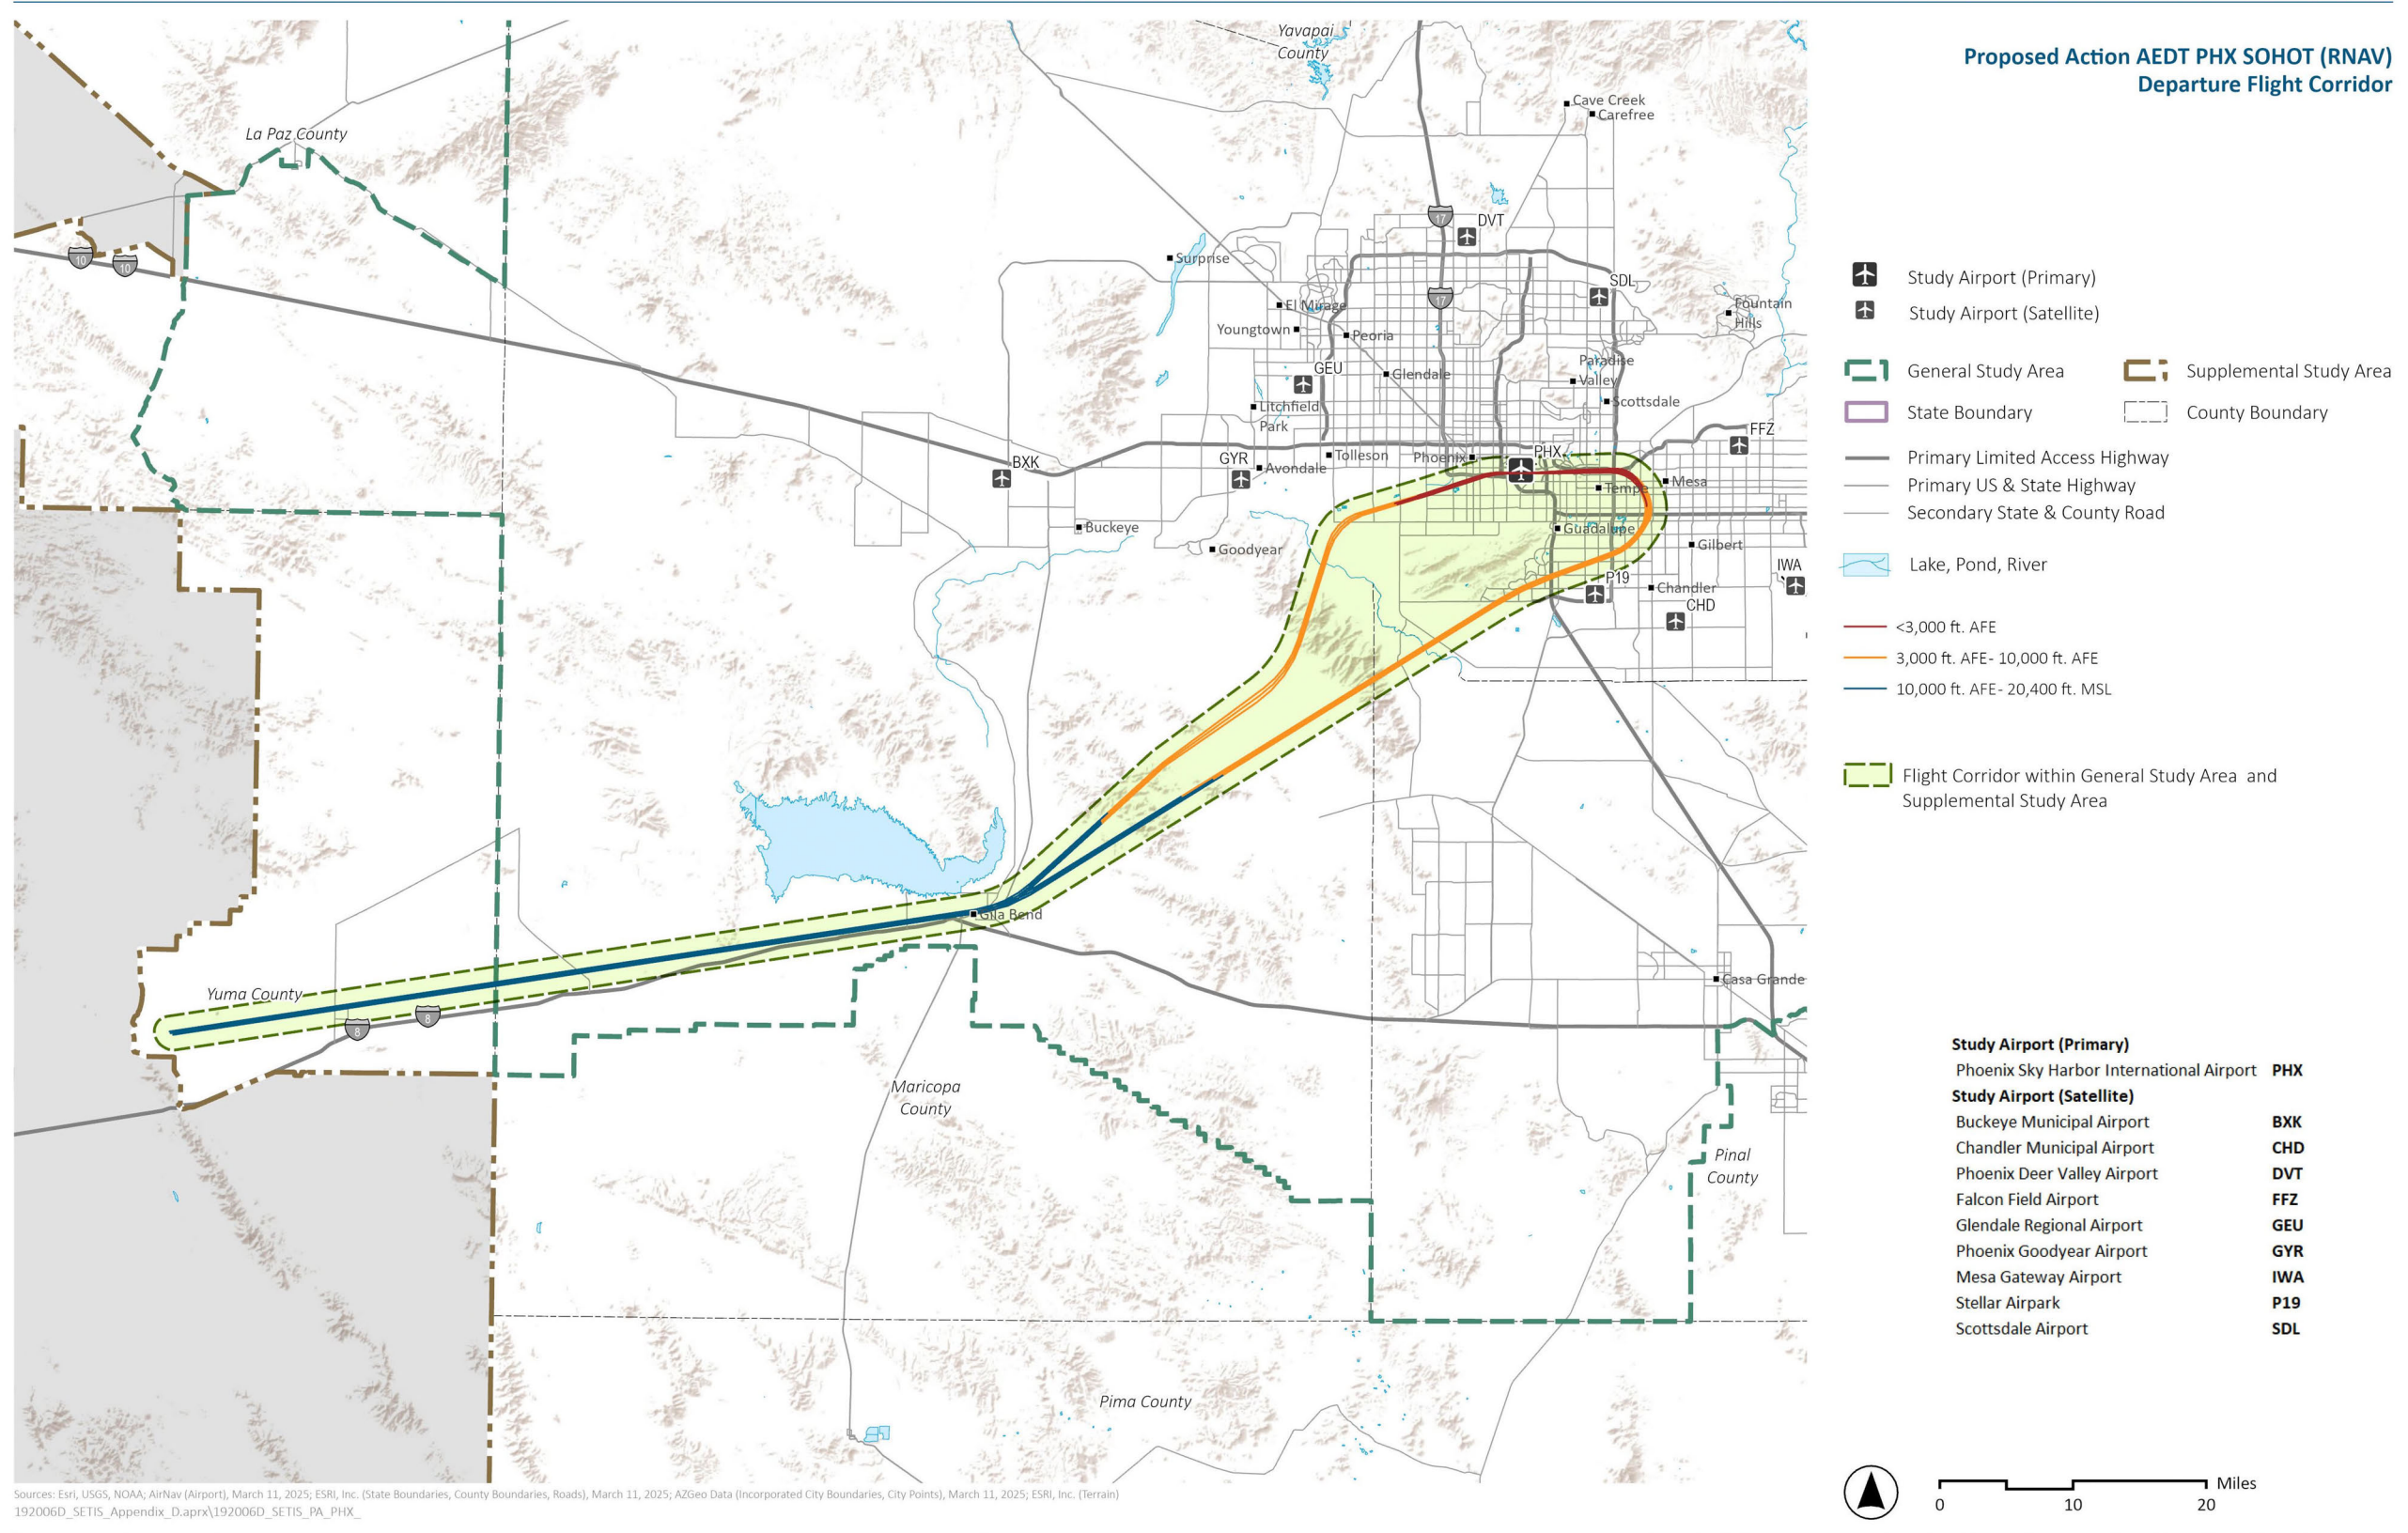 Proposed Action AEDT PHX SOHOT (RNAV)
Departure Flight Corridor
Yavapai
County
La Paz County
Cave Creek
Carefree
17
DVT
10
10
Surprise
SDL
17
El Mirage
Fountain
Hills
Youngtown
Peoria
Paradise
Valley
GEU
Glendale
Litchfield
Park
Scottsdale
FFZ
BXK
GYR
Avondale
Tolleson
Phoenix
PHX
Mesa
Tempe
Buckeye
Guadalupe
Goodyear
Gilbert
IWA
P19
Chandler
CHD
Gila Bend
Casa Grande
Yuma County
8
8
Maricopa
County
Pinal
County
Pima County
Study Airport (Primary)
Study Airport (Satellite)
General Study Area
Supplemental Study Area
State Boundary
County Boundary
Primary Limited Access Highway
Primary US & State Highway
Secondary State & County Road
Lake, Pond, River
<3,000 ft. AFE
3,000 ft. AFE- 10,000 ft. AFE
10,000 ft. AFE- 20,400 ft. MSL
Flight Corridor within General Study Area and
Supplemental Study Area
Study Airport (Primary)
Phoenix Sky Harbor International Airport PHX
Study Airport (Satellite)
Buckeye Municipal Airport BXK
Chandler Municipal Airport CHD
Phoenix Deer Valley Airport DVT
Falcon Field Airport FFZ
Glendale Regional Airport GEU
Phoenix Goodyear Airport GYR
Mesa Gateway Airport IWA
Stellar Airpark P19
Scottsdale Airport SDL
Miles
0 10 20
Sources: Esri, USGS, NOAA; AirNav (Airport), March 11, 2025; ESRI, Inc. (State Boundaries, County Boundaries, Roads), March 11, 2025; AZGeo Data (Incorporated City Boundaries, City Points), March 11, 2025; ESRI, Inc. (Terrain)
192006D_SETIS_Appendix_D.aprx\192006D_SETIS_PA_PHX_